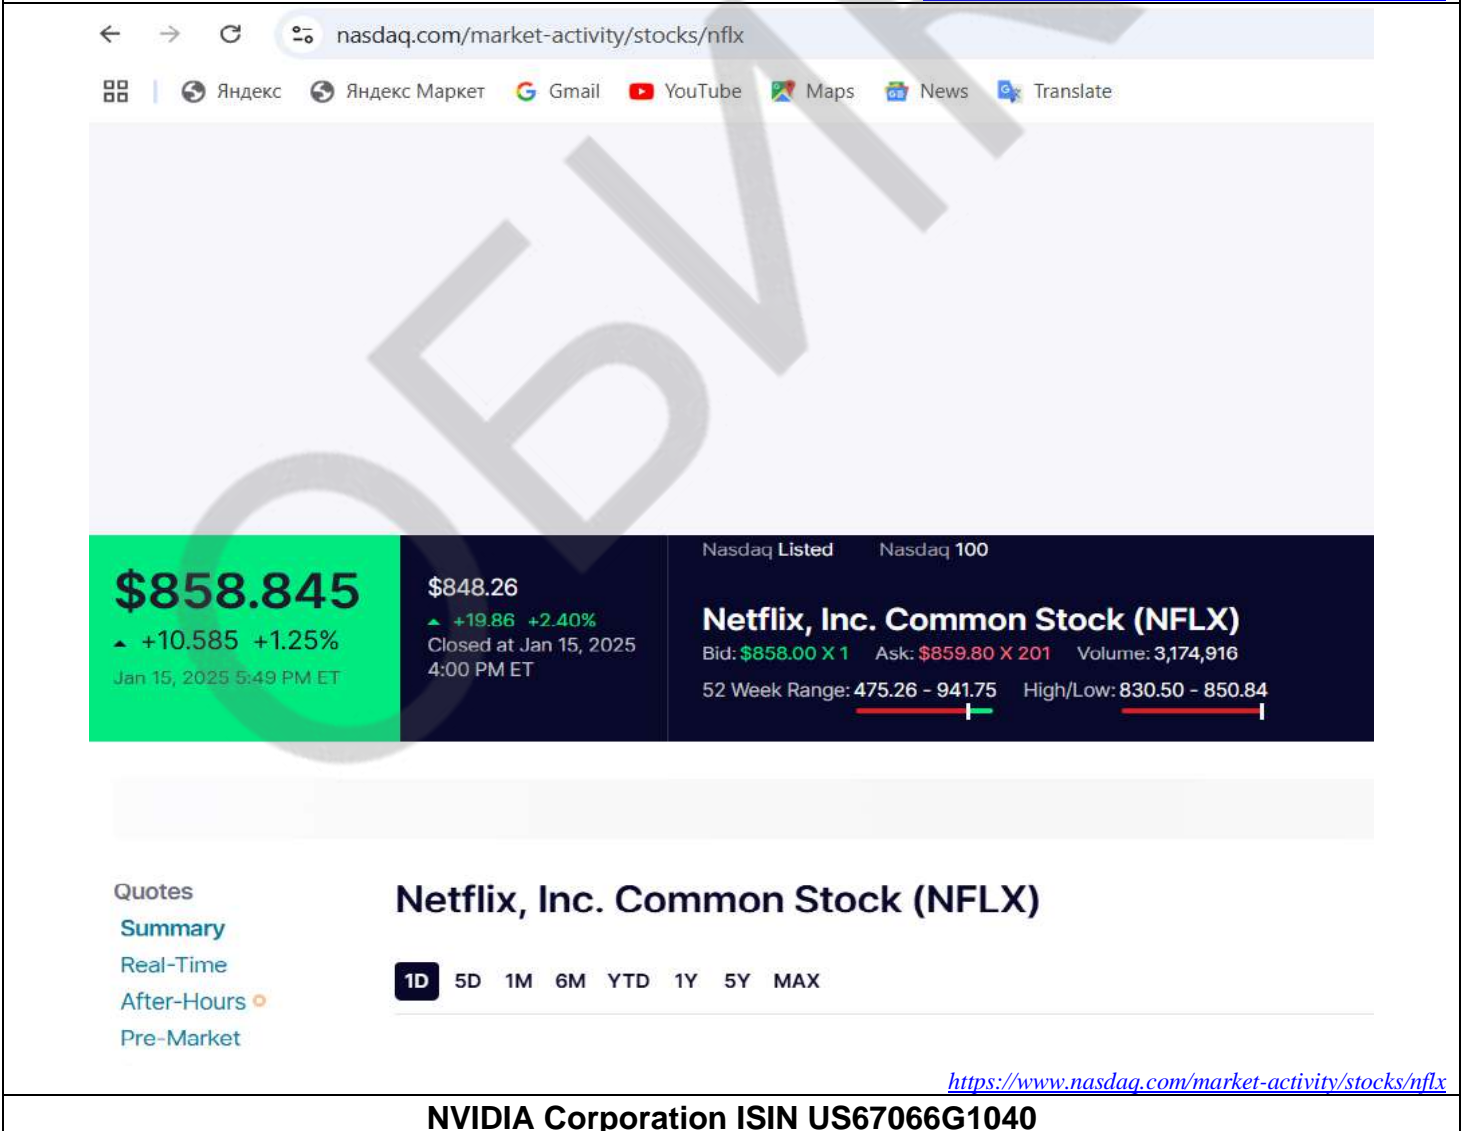 nasdaq.com/market-activity/stocks/nflx
Яндекс Яндекс Маркет Gmail YouTube Maps News Translate
ОБИК
$858.845
+10.585 +1.25%
Jan 15, 2025 5:49 PM ET
$848.26
+19.86 +2.40%
Closed at Jan 15, 2025
4:00 PM ET
Nasdaq Listed Nasdaq 100
Netflix, Inc. Common Stock (NFLX)
Bid: $858.00 X 1 Ask: $859.80 X 201 Volume: 3,174,916
52 Week Range: 475.26 - 941.75 High/Low: 830.50 - 850.84
Quotes
Summary
Real-Time
After-Hours
Pre-Market
Netflix, Inc. Common Stock (NFLX)
1D 5D 1M 6M YTD 1Y 5Y MAX
https://www.nasdaq.com/market-activity/stocks/nflx
NVIDIA Corporation ISIN US67066G1040